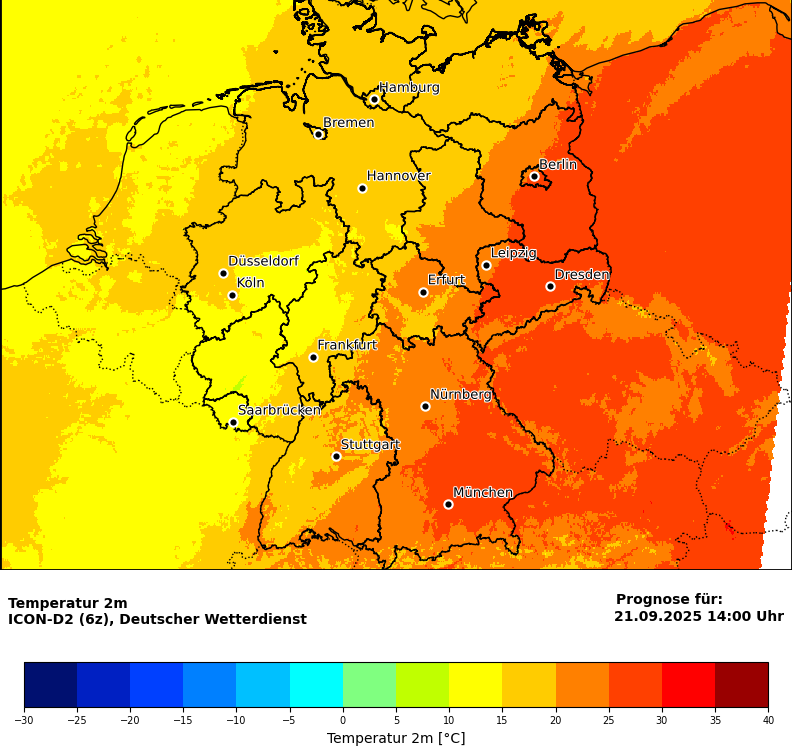 Hamburg
Bremen
Berlin
Hannover
Leipzig
Düsseldorf
Dresden
Köln
Erfurt
Frankfurt
Nürnberg
Saarbrücken
Stuttgart
München
Temperatur 2m
ICON-D2 (6z), Deutscher Wetterdienst
Prognose für:
21.09.2025 14:00 Uhr
−30 −25 −20 −15 −10 −5 0 5 10 15 20 25 30 35 40
Temperatur 2m [°C]